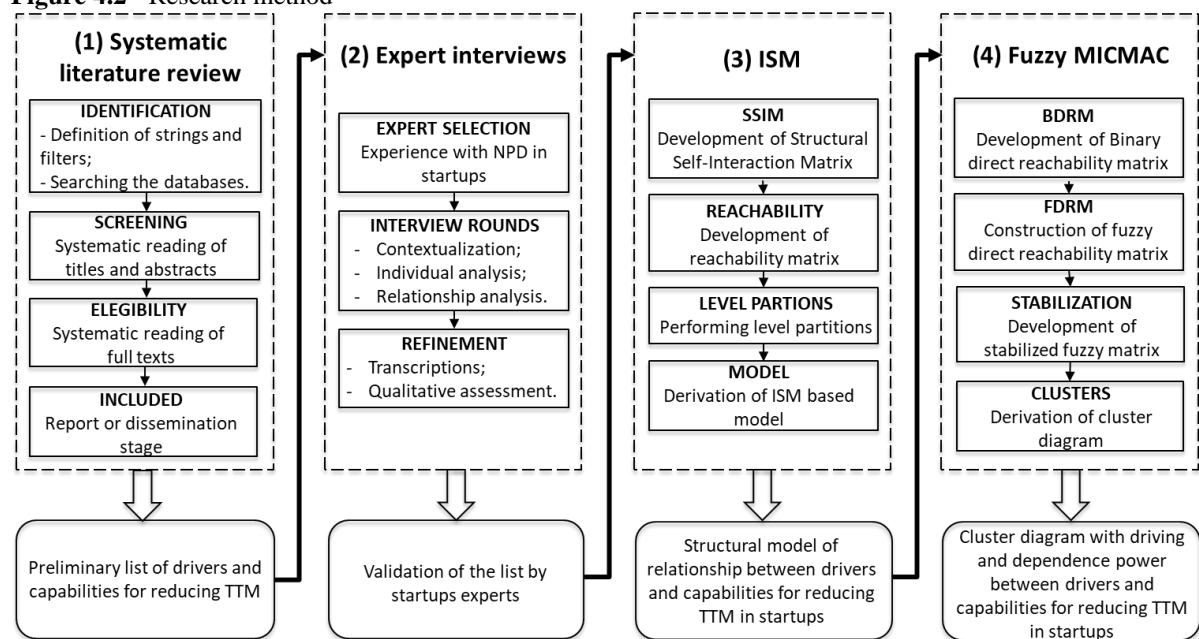 Figure 4.2 - Research method
(1) Systematic
literature review
IDENTIFICATION
- Definition of strings and
filters;
- Searching the databases.
SCREENING
Systematic reading of
titles and abstracts
ELEGIBILITY
Systematic reading of
full texts
INCLUDED
Report or dissemination
stage
Preliminary list of drivers and
capabilities for reducing TTM
(2) Expert interviews
EXPERT SELECTION
Experience with NPD in
startups
INTERVIEW ROUNDS
- Contextualization;
- Individual analysis;
- Relationship analysis.
REFINEMENT
- Transcriptions;
- Qualitative assessment.
Validation of the list by
startups experts
(3) ISM
SSIM
Development of Structural
Self-Interaction Matrix
REACHABILITY
Development of
reachability matrix
LEVEL PARTIONS
Performing level partitions
MODEL
Derivation of ISM based
model
Structural model of
relationship between drivers
and capabilities for reducing
TTM in startups
(4) Fuzzy MICMAC
BDRM
Development of Binary
direct reachability matrix
FDRM
Construction of fuzzy
direct reachability matrix
STABILIZATION
Development of
stabilized fuzzy matrix
CLUSTERS
Derivation of cluster
diagram
Cluster diagram with driving
and dependence power
between drivers and
capabilities for reducing TTM
in startups